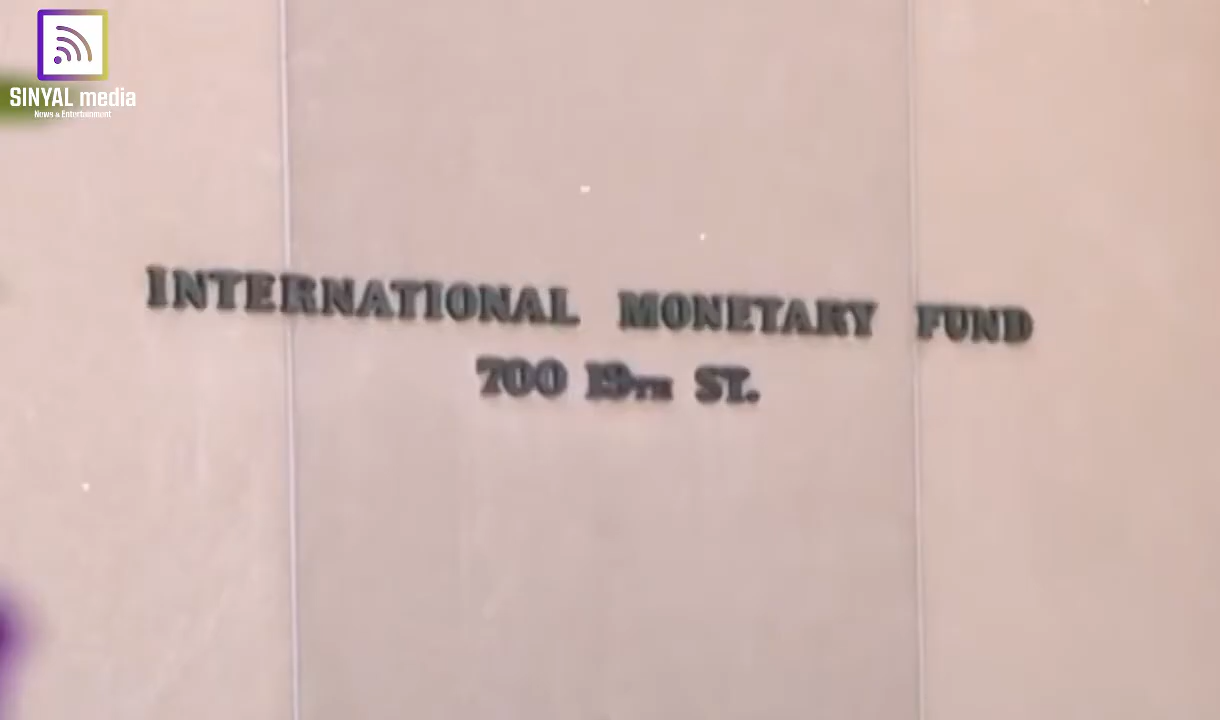 SINYAL media
News & Entertainment
INTERNATIONAL MONETARY FUND
700 19TH ST.